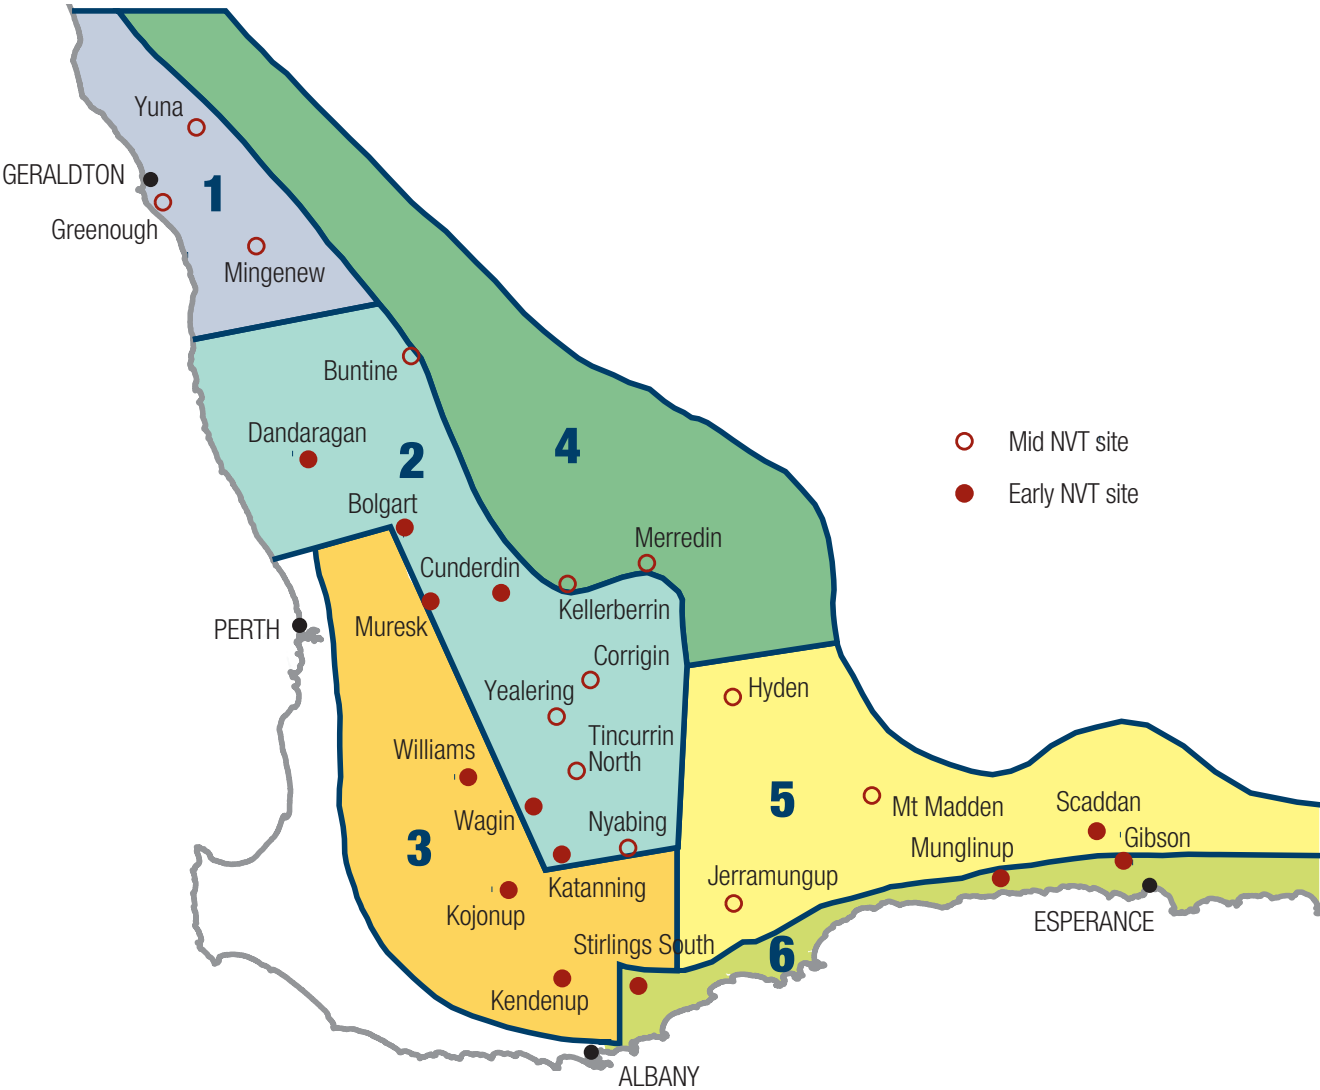 Yuna
GERALDTON
1
Greenough
Mingenew
Buntine
Dandaragan
2
4
Mid NVT site
Bolgart
Early NVT site
Merredin
Cunderdin
Kellerberrin
PERTH
Muresk
Corrigin
Yealering
Hyden
Tincurrin
North
Williams
5
Mt Madden
Scaddan
Wagin
Nyabing
Gibson
3
Munglinup
Katanning
Jerramungup
Kojonup
ESPERANCE
Stirlings South
6
Kendenup
ALBANY